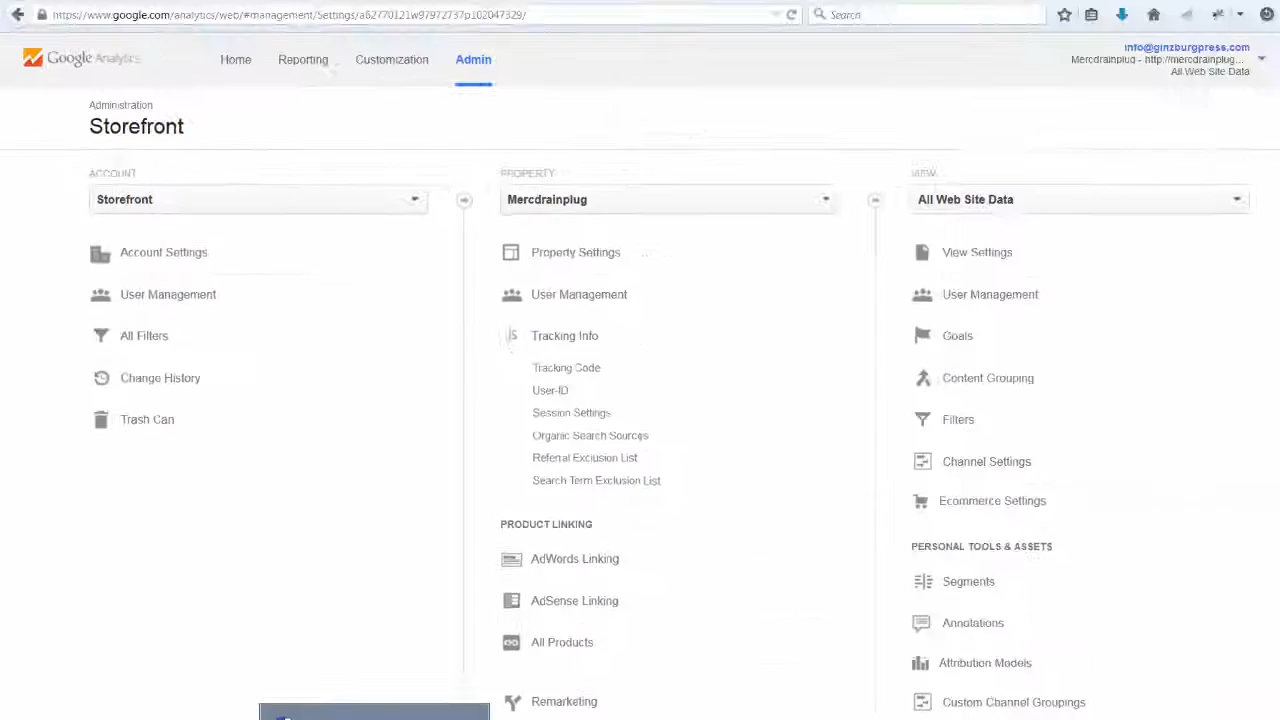 https://www.google.com/analytics/web/#management/Settings/a62770121w97972737p102047329/
Search
Google Analytics
Home
Reporting
Customization
Admin
info@ginzburgpress.com
Mercdrainplug - http://mercdrainplug...
All Web Site Data
Administration
Storefront
ACCOUNT
Storefront
Account Settings
User Management
All Filters
Change History
Trash Can
PROPERTY
Mercdrainplug
Property Settings
User Management
Tracking Info
Tracking Code
User-ID
Session Settings
Organic Search Sources
Referral Exclusion List
Search Term Exclusion List
PRODUCT LINKING
AdWords Linking
AdSense Linking
All Products
Remarketing
VIEW
All Web Site Data
View Settings
User Management
Goals
Content Grouping
Filters
Channel Settings
Ecommerce Settings
PERSONAL TOOLS & ASSETS
Segments
Annotations
Attribution Models
Custom Channel Groupings